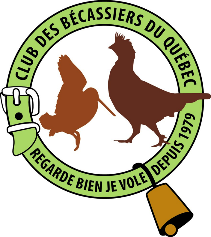 CLUB DES BÉCASSIERS DU QUÉBEC
REGARDE BIEN JE VOLE DEPUIS 1979